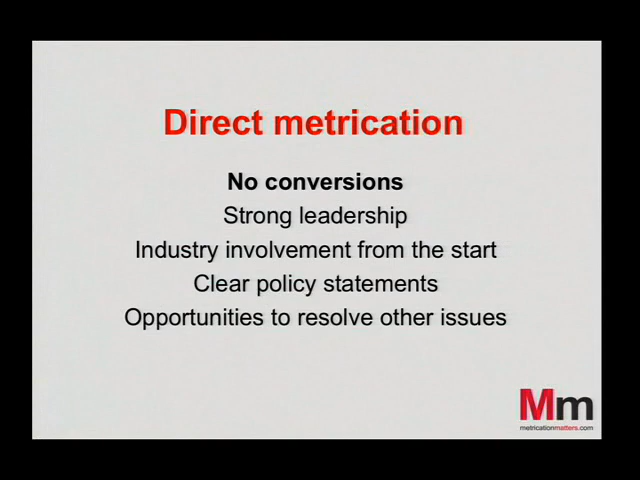 Direct metrication
No conversions
Strong leadership
Industry involvement from the start
Clear policy statements
Opportunities to resolve other issues
Mm
metricationmatters.com